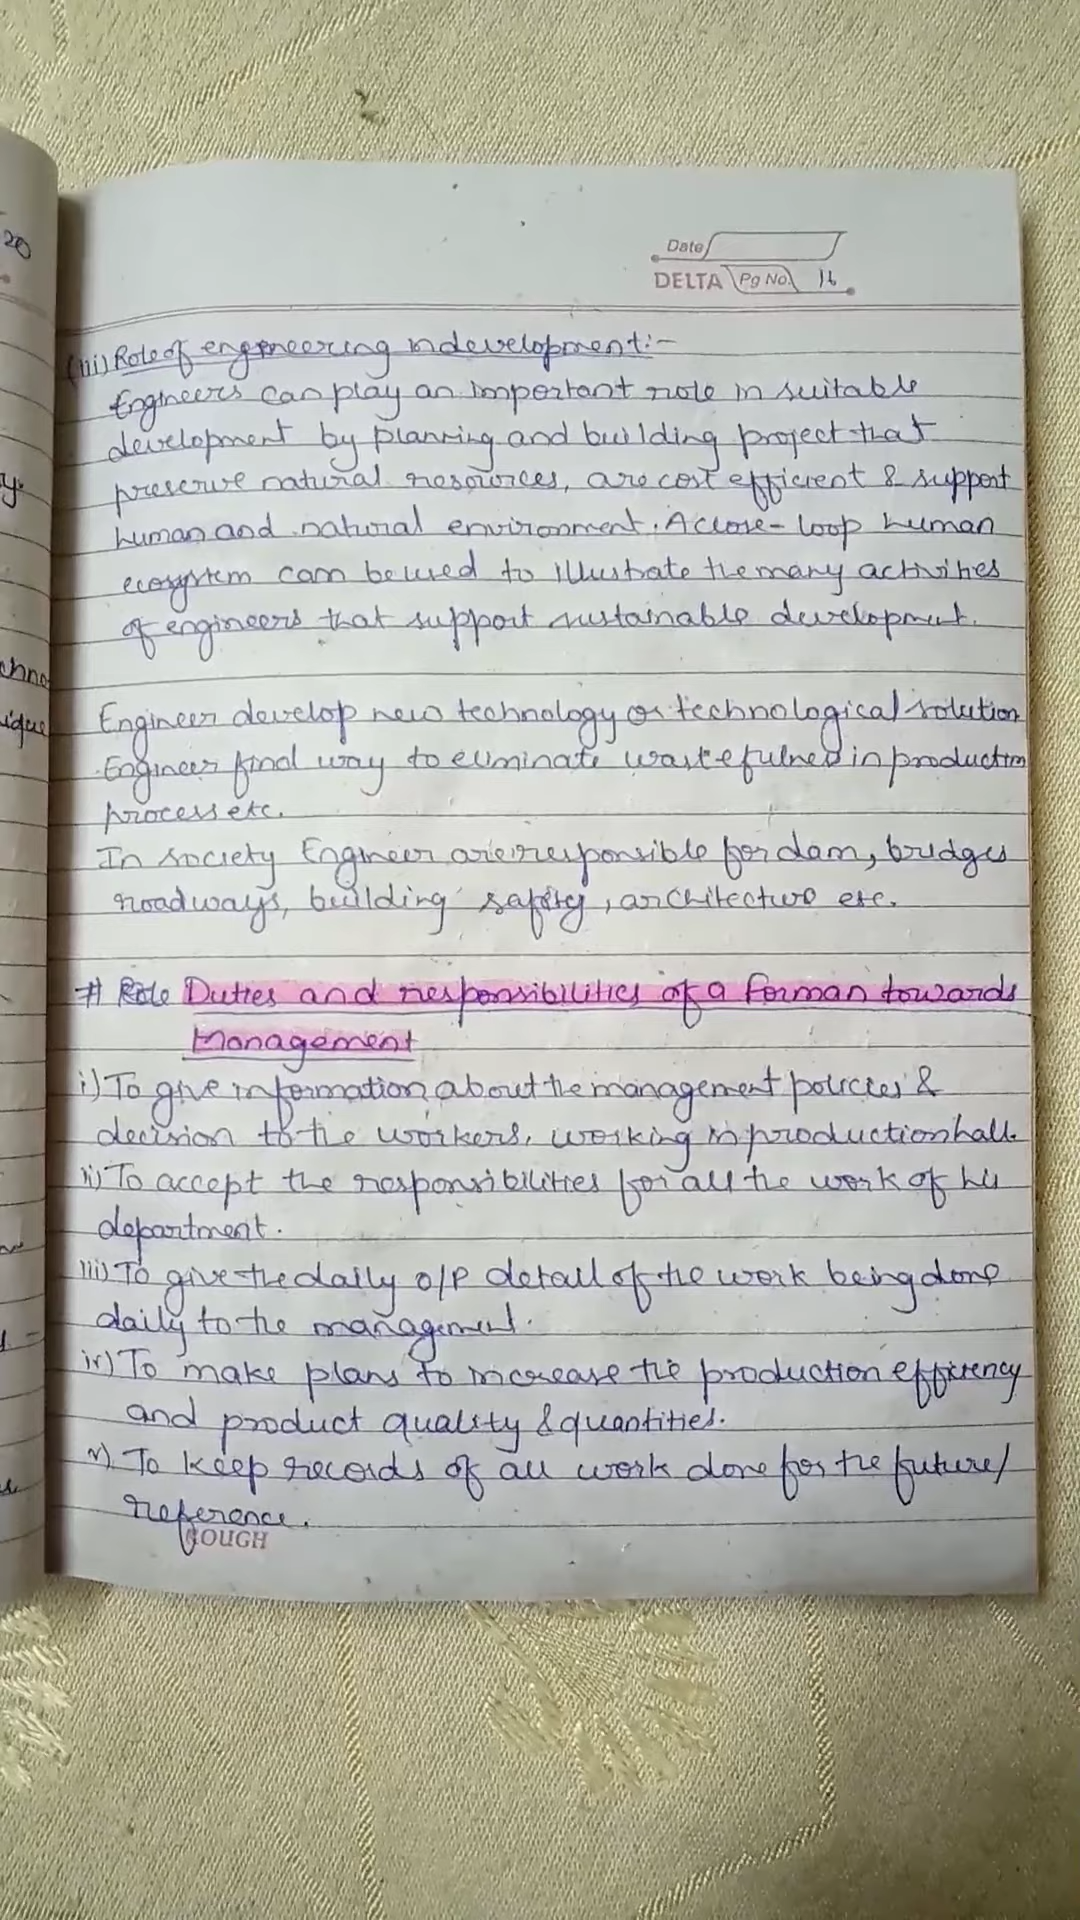 20
Date
DELTA Pg No. 16
(iii) Role of engineering in development:-
Engineers can play an important role in suitable
development by planning and building project that
preserve natural resources, are cost efficient & support
human and natural environment. A close-loop human
ecosystem can be used to illustrate the many activities
of engineers that support sustainable development.
Engineer develop new technology or technological solution
Engineer find way to eliminate wastefulness in production
process etc.
In society Engineer are responsible for dam, bridges
roadways, building safety, architecture etc.
# Role Duties and responsibilities of a forman towards
Management
i) To give information about the management policies &
decision to the workers, working in production hall.
ii) To accept the responsibilities for all the work of his
department.
iii) To give the daily o/p detail of the work being done
daily to the management.
iv) To make plans to increase the production efficiency
and product quality & quantities.
v). To keep records of all work done for the future/
reference.
ROUGH